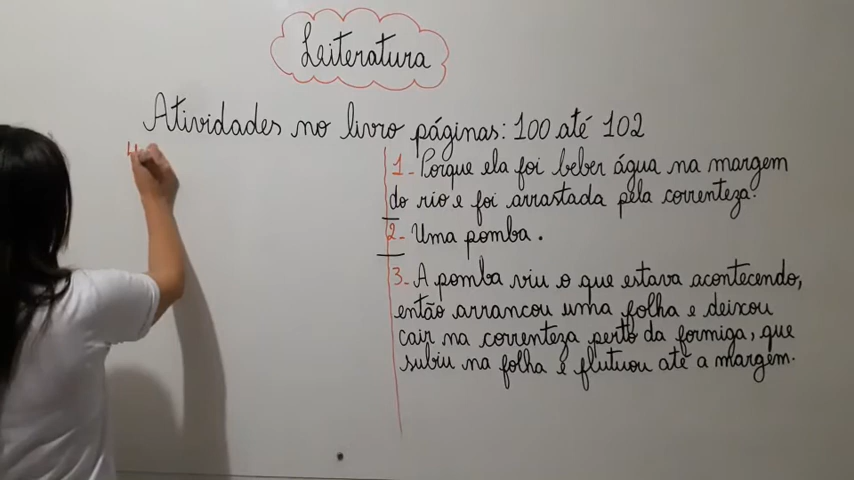 Leiteratura
Atividades no livro páginas: 100 até 102
1- Porque ela foi beber água na margem
do rio e foi arrastada pela correnteza.
2- Uma pomba.
3- A pomba viu o que estava acontecendo,
então arrancou uma folha e deixou
cair na correnteza perto da formiga, que
subiu na folha e flutuou até a margem.
4